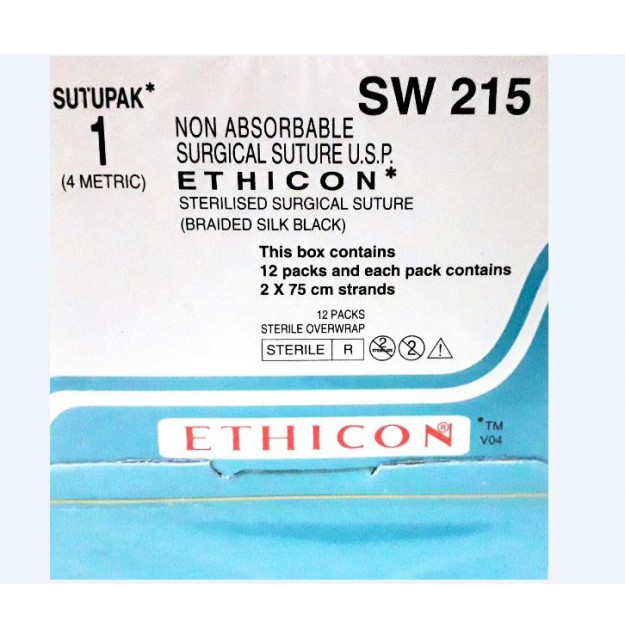 SUTUPAK*
1
(4 METRIC)
SW 215
NON ABSORBABLE
SURGICAL SUTURE U.S.P.
ETHICON*
STERILISED SURGICAL SUTURE
(BRAIDED SILK BLACK)
This box contains
12 packs and each pack contains
2 X 75 cm strands
12 PACKS
STERILE OVERWRAP
STERILE R
ETHICON®
*TM
V04